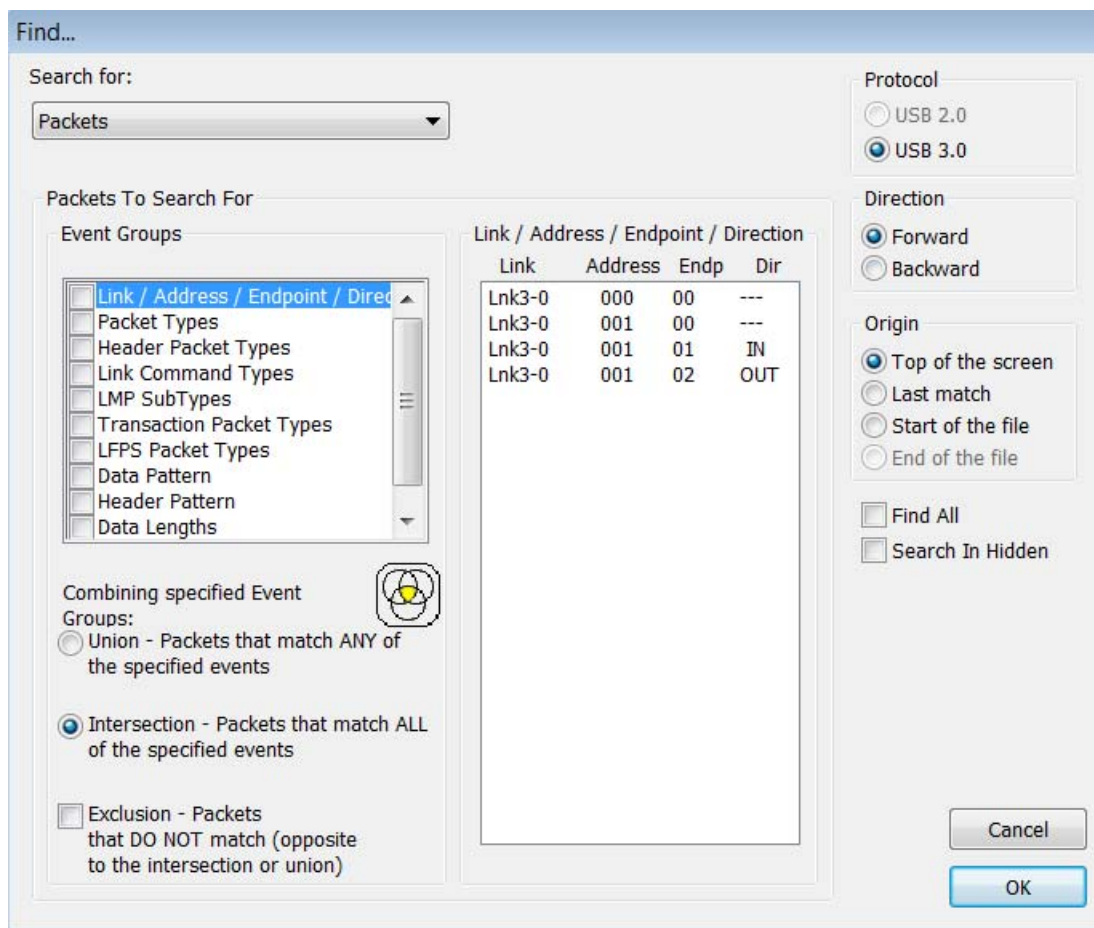 Find...
Search for:
Packets
Packets To Search For
Event Groups
Link / Address / Endpoint / Direc
Packet Types
Header Packet Types
Link Command Types
LMP SubTypes
Transaction Packet Types
LFPS Packet Types
Data Pattern
Header Pattern
Data Lengths
Combining specified Event
Groups:
Union - Packets that match ANY of
the specified events
Intersection - Packets that match ALL
of the specified events
Exclusion - Packets
that DO NOT match (opposite
to the intersection or union)
Link / Address / Endpoint / Direction
Link Address Endp Dir
Lnk3-0 000 00 ---
Lnk3-0 001 00 ---
Lnk3-0 001 01 IN
Lnk3-0 001 02 OUT
Protocol
USB 2.0
USB 3.0
Direction
Forward
Backward
Origin
Top of the screen
Last match
Start of the file
End of the file
Find All
Search In Hidden
Cancel
OK